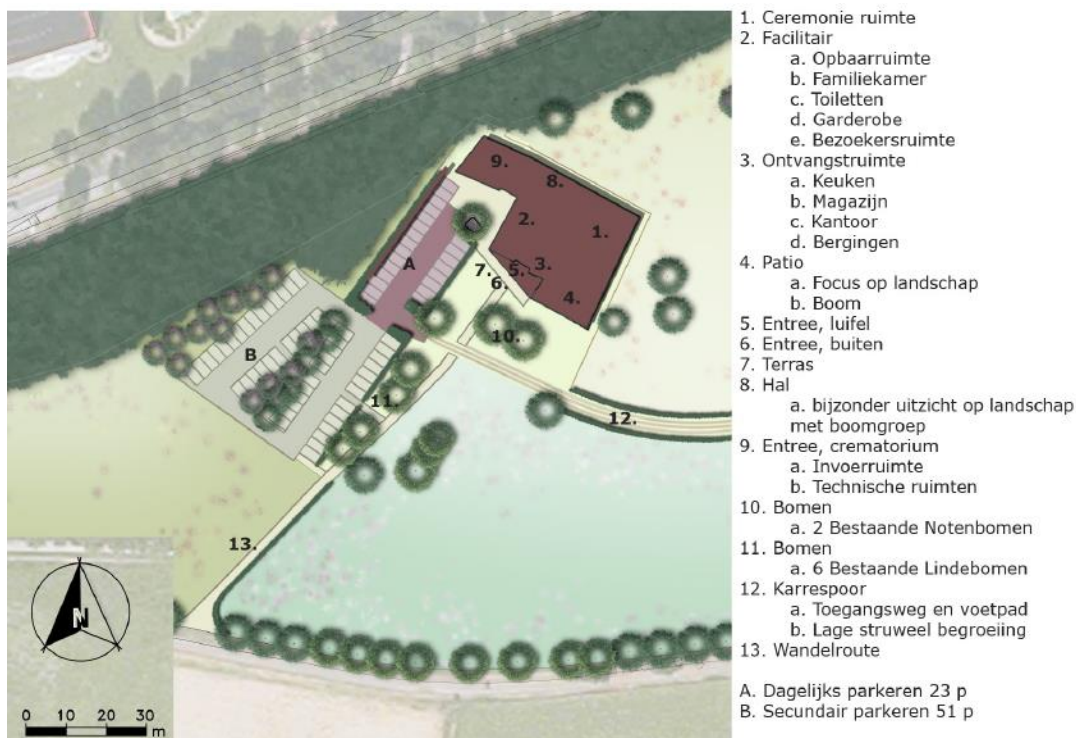 1. Ceremonie ruimte
2. Facilitair
a. Opbaarruimte
b. Familiekamer
c. Toiletten
d. Garderobe
e. Bezoekersruimte
3. Ontvangstruimte
a. Keuken
b. Magazijn
c. Kantoor
d. Bergingen
4. Patio
a. Focus op landschap
b. Boom
5. Entree, luifel
6. Entree, buiten
7. Terras
8. Hal
a. bijzonder uitzicht op landschap
met boomgroep
9. Entree, crematorium
a. Invoerruimte
b. Technische ruimten
10. Bomen
a. 2 Bestaande Notenbomen
11. Bomen
a. 6 Bestaande Lindebomen
12. Karrespoor
a. Toegangsweg en voetpad
b. Lage struweel begroeiing
13. Wandelroute
A. Dagelijks parkeren 23 p
B. Secundair parkeren 51 p
9.
8.
2.
1.
A
7.
5.
3.
6.
4.
10.
B
11.
12.
13.
N
0 10 20 30
m